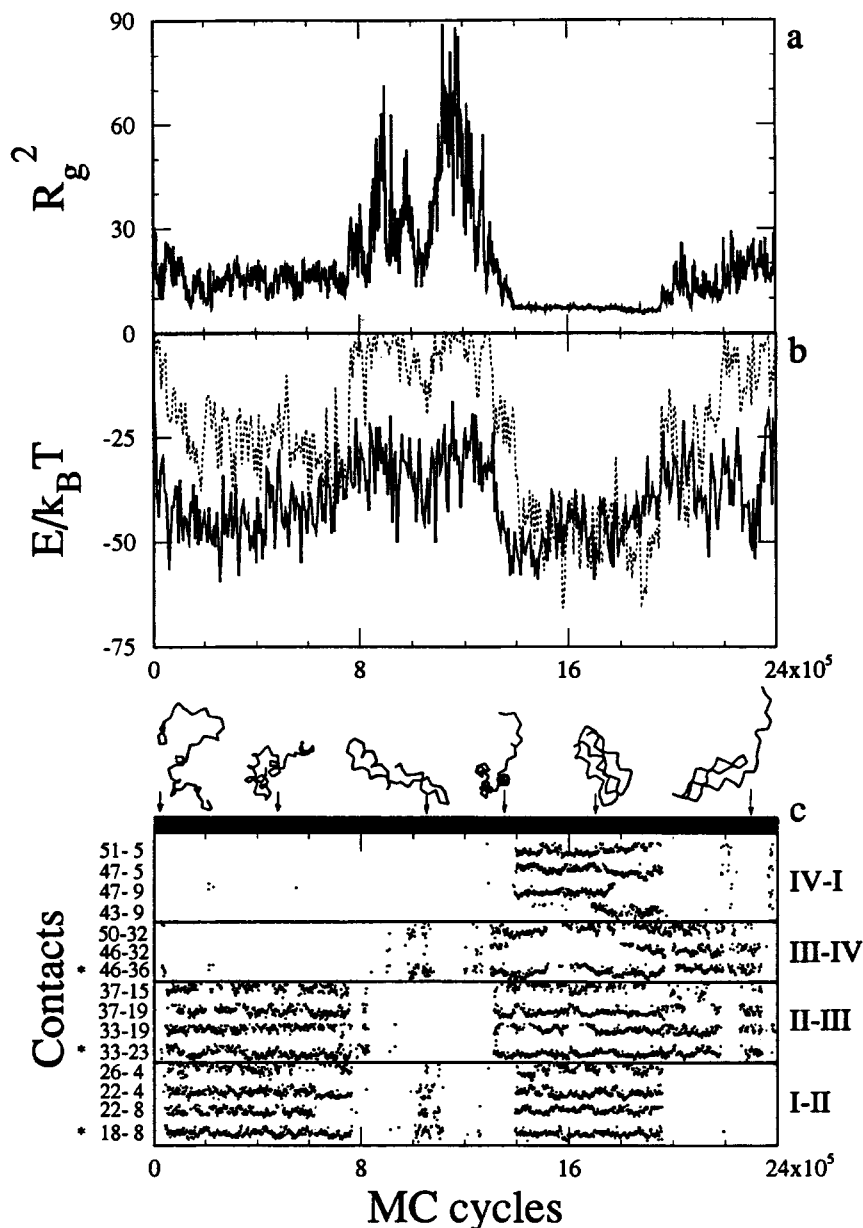 90
a
60
R_g^2
30
0
b
-25
E/k_BT
-50
-75
0 8 16 24x10^5
c
51- 5
47- 5
IV-I
47- 9
43- 9
50-32
46-32
III-IV
* 46-36
37-15
37-19
II-III
33-19
* 33-23
26- 4
22- 4
I-II
22- 8
* 18- 8
Contacts
0 8 16 24x10^5
MC cycles